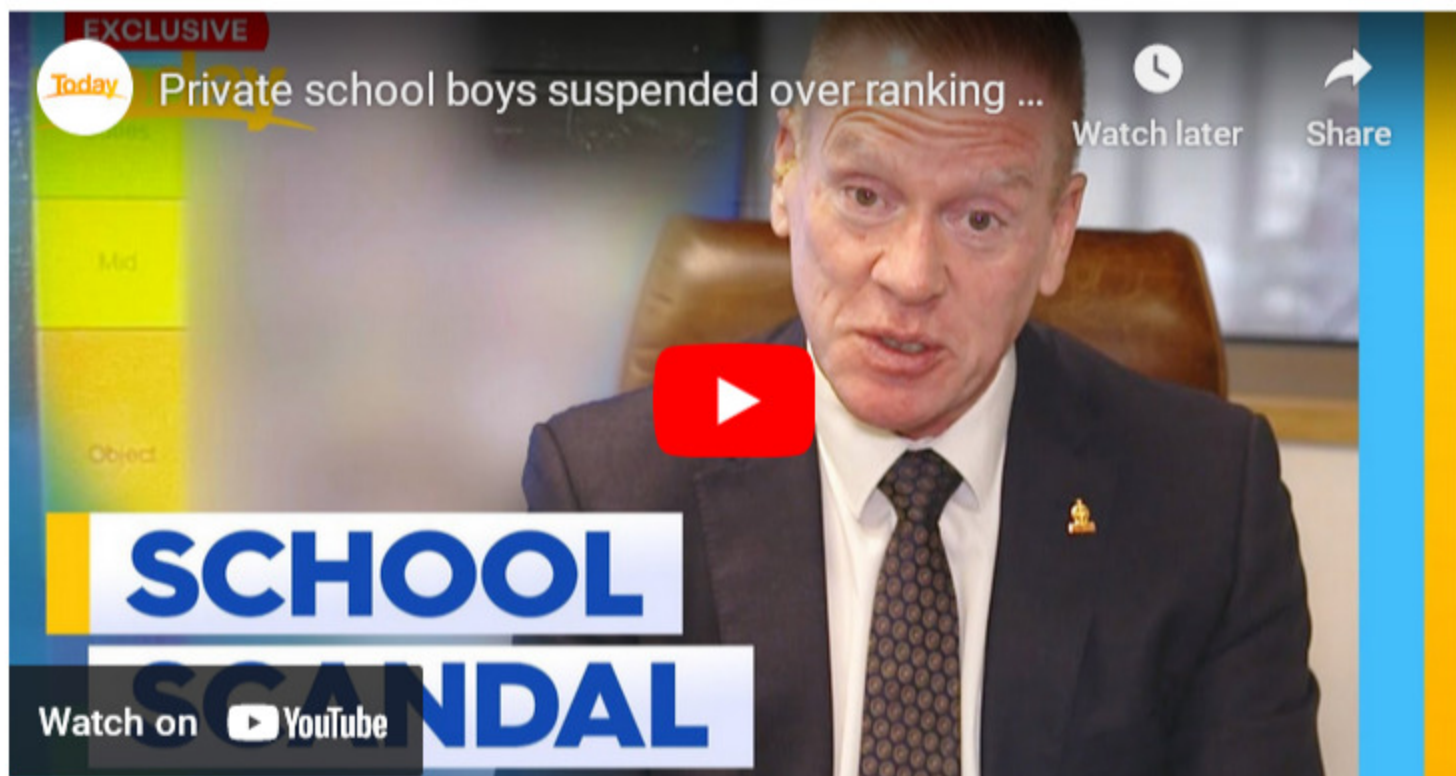 EXCLUSIVE
Today
Private school boys suspended over ranking ...
Watch later
Share
Mid
Object
SCHOOL
SCANDAL
Watch on YouTube